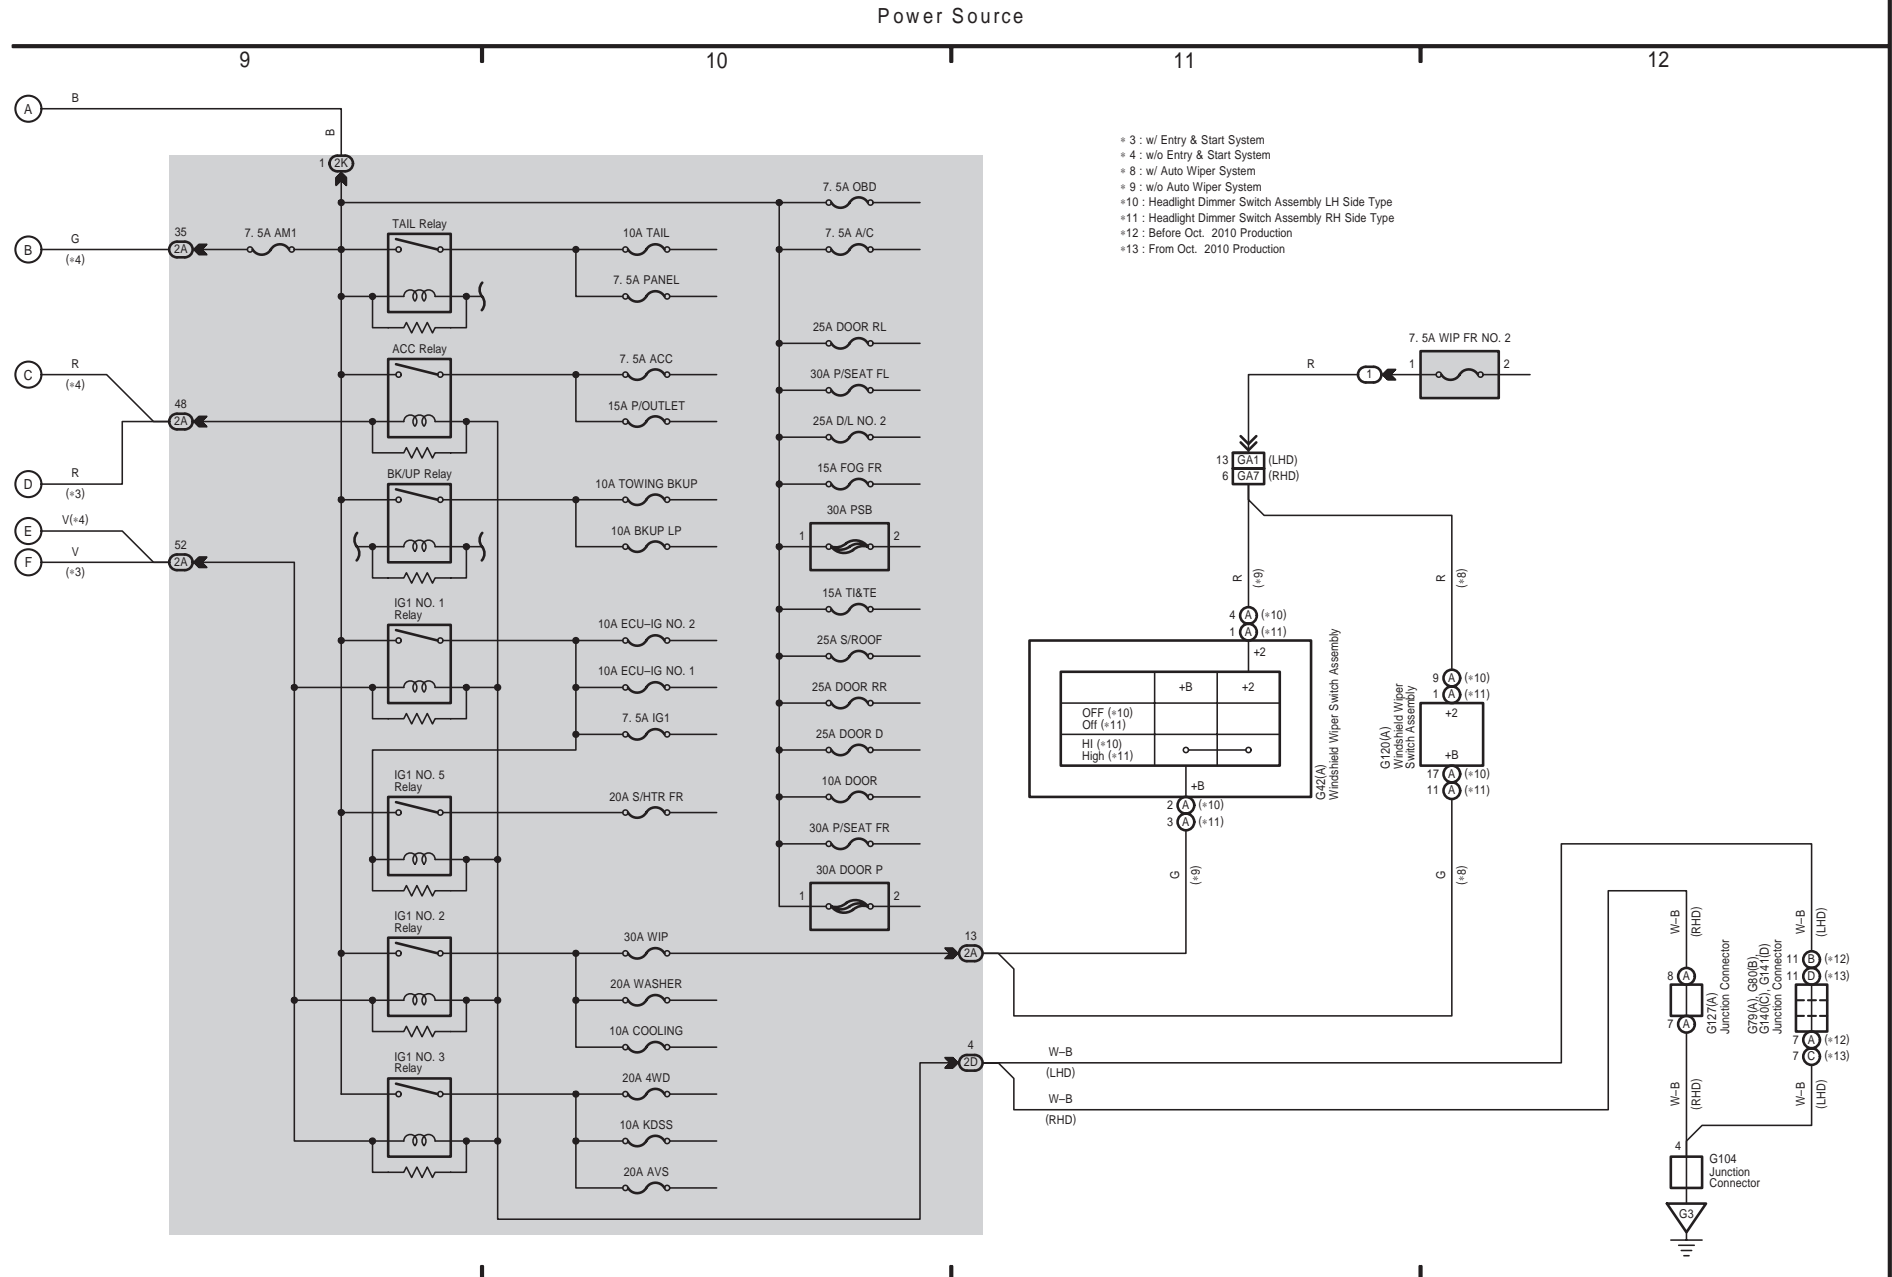 Power Source
9
10
11
12
A
B
B
1
2K
B
G
(*4)
35
2A
7. 5A AM1
C
R
(*4)
48
2A
D
R
(*3)
E
V(*4)
F
V
(*3)
52
2A
TAIL Relay
ACC Relay
BK/UP Relay
IG1 NO. 1
Relay
IG1 NO. 5
Relay
IG1 NO. 2
Relay
IG1 NO. 3
Relay
10A TAIL
7. 5A PANEL
7. 5A ACC
15A P/OUTLET
10A TOWING BKUP
10A BKUP LP
10A ECU–IG NO. 2
10A ECU–IG NO. 1
7. 5A IG1
20A S/HTR FR
30A WIP
20A WASHER
10A COOLING
20A 4WD
10A KDSS
20A AVS
7. 5A OBD
7. 5A A/C
25A DOOR RL
30A P/SEAT FL
25A D/L NO. 2
15A FOG FR
30A PSB
1
2
15A TI&TE
25A S/ROOF
25A DOOR RR
25A DOOR D
10A DOOR
30A P/SEAT FR
30A DOOR P
1
2
13
2A
4
2D
* 3 : w/ Entry & Start System
* 4 : w/o Entry & Start System
* 8 : w/ Auto Wiper System
* 9 : w/o Auto Wiper System
*10 : Headlight Dimmer Switch Assembly LH Side Type
*11 : Headlight Dimmer Switch Assembly RH Side Type
*12 : Before Oct. 2010 Production
*13 : From Oct. 2010 Production
7. 5A WIP FR NO. 2
R
1
1
2
13 GA1 (LHD)
6 GA7 (RHD)
R
(*9)
R
(*8)
4 A (*10)
1 A (*11)
+2
+B
+2
OFF (*10)
Off (*11)
HI (*10)
High (*11)
+B
2 A (*10)
3 A (*11)
G42(A)
Windshield Wiper Switch Assembly
9 A (*10)
1 A (*11)
+2
+B
17 A (*10)
11 A (*11)
G120(A)
Windshield Wiper
Switch Assembly
G
(*9)
G
(*8)
W–B
(LHD)
W–B
(RHD)
W–B
(RHD)
W–B
(LHD)
8 A
7 A
G127(A)
Junction Connector
11 B (*12)
11 D (*13)
G79(A), G80(B),
G140(C), G141(D)
Junction Connector
7 A (*12)
7 C (*13)
W–B
(RHD)
W–B
(LHD)
4
G104
Junction
Connector
G3